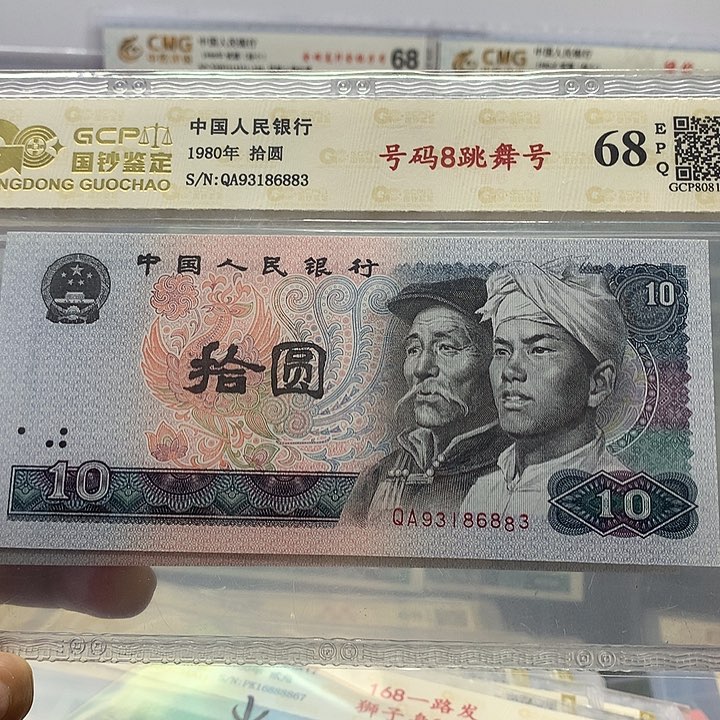 CMG
68
CMG
GCP
国钞鉴定
NGDONG GUOCHAO
中国人民银行
1980年 拾圆
S/N:QA93186883
号码8跳舞号
68
EPQ
GCP8081
中国人民银行
10
拾圆
10
QA93186883
10
S/N:PK16888867
168一路发